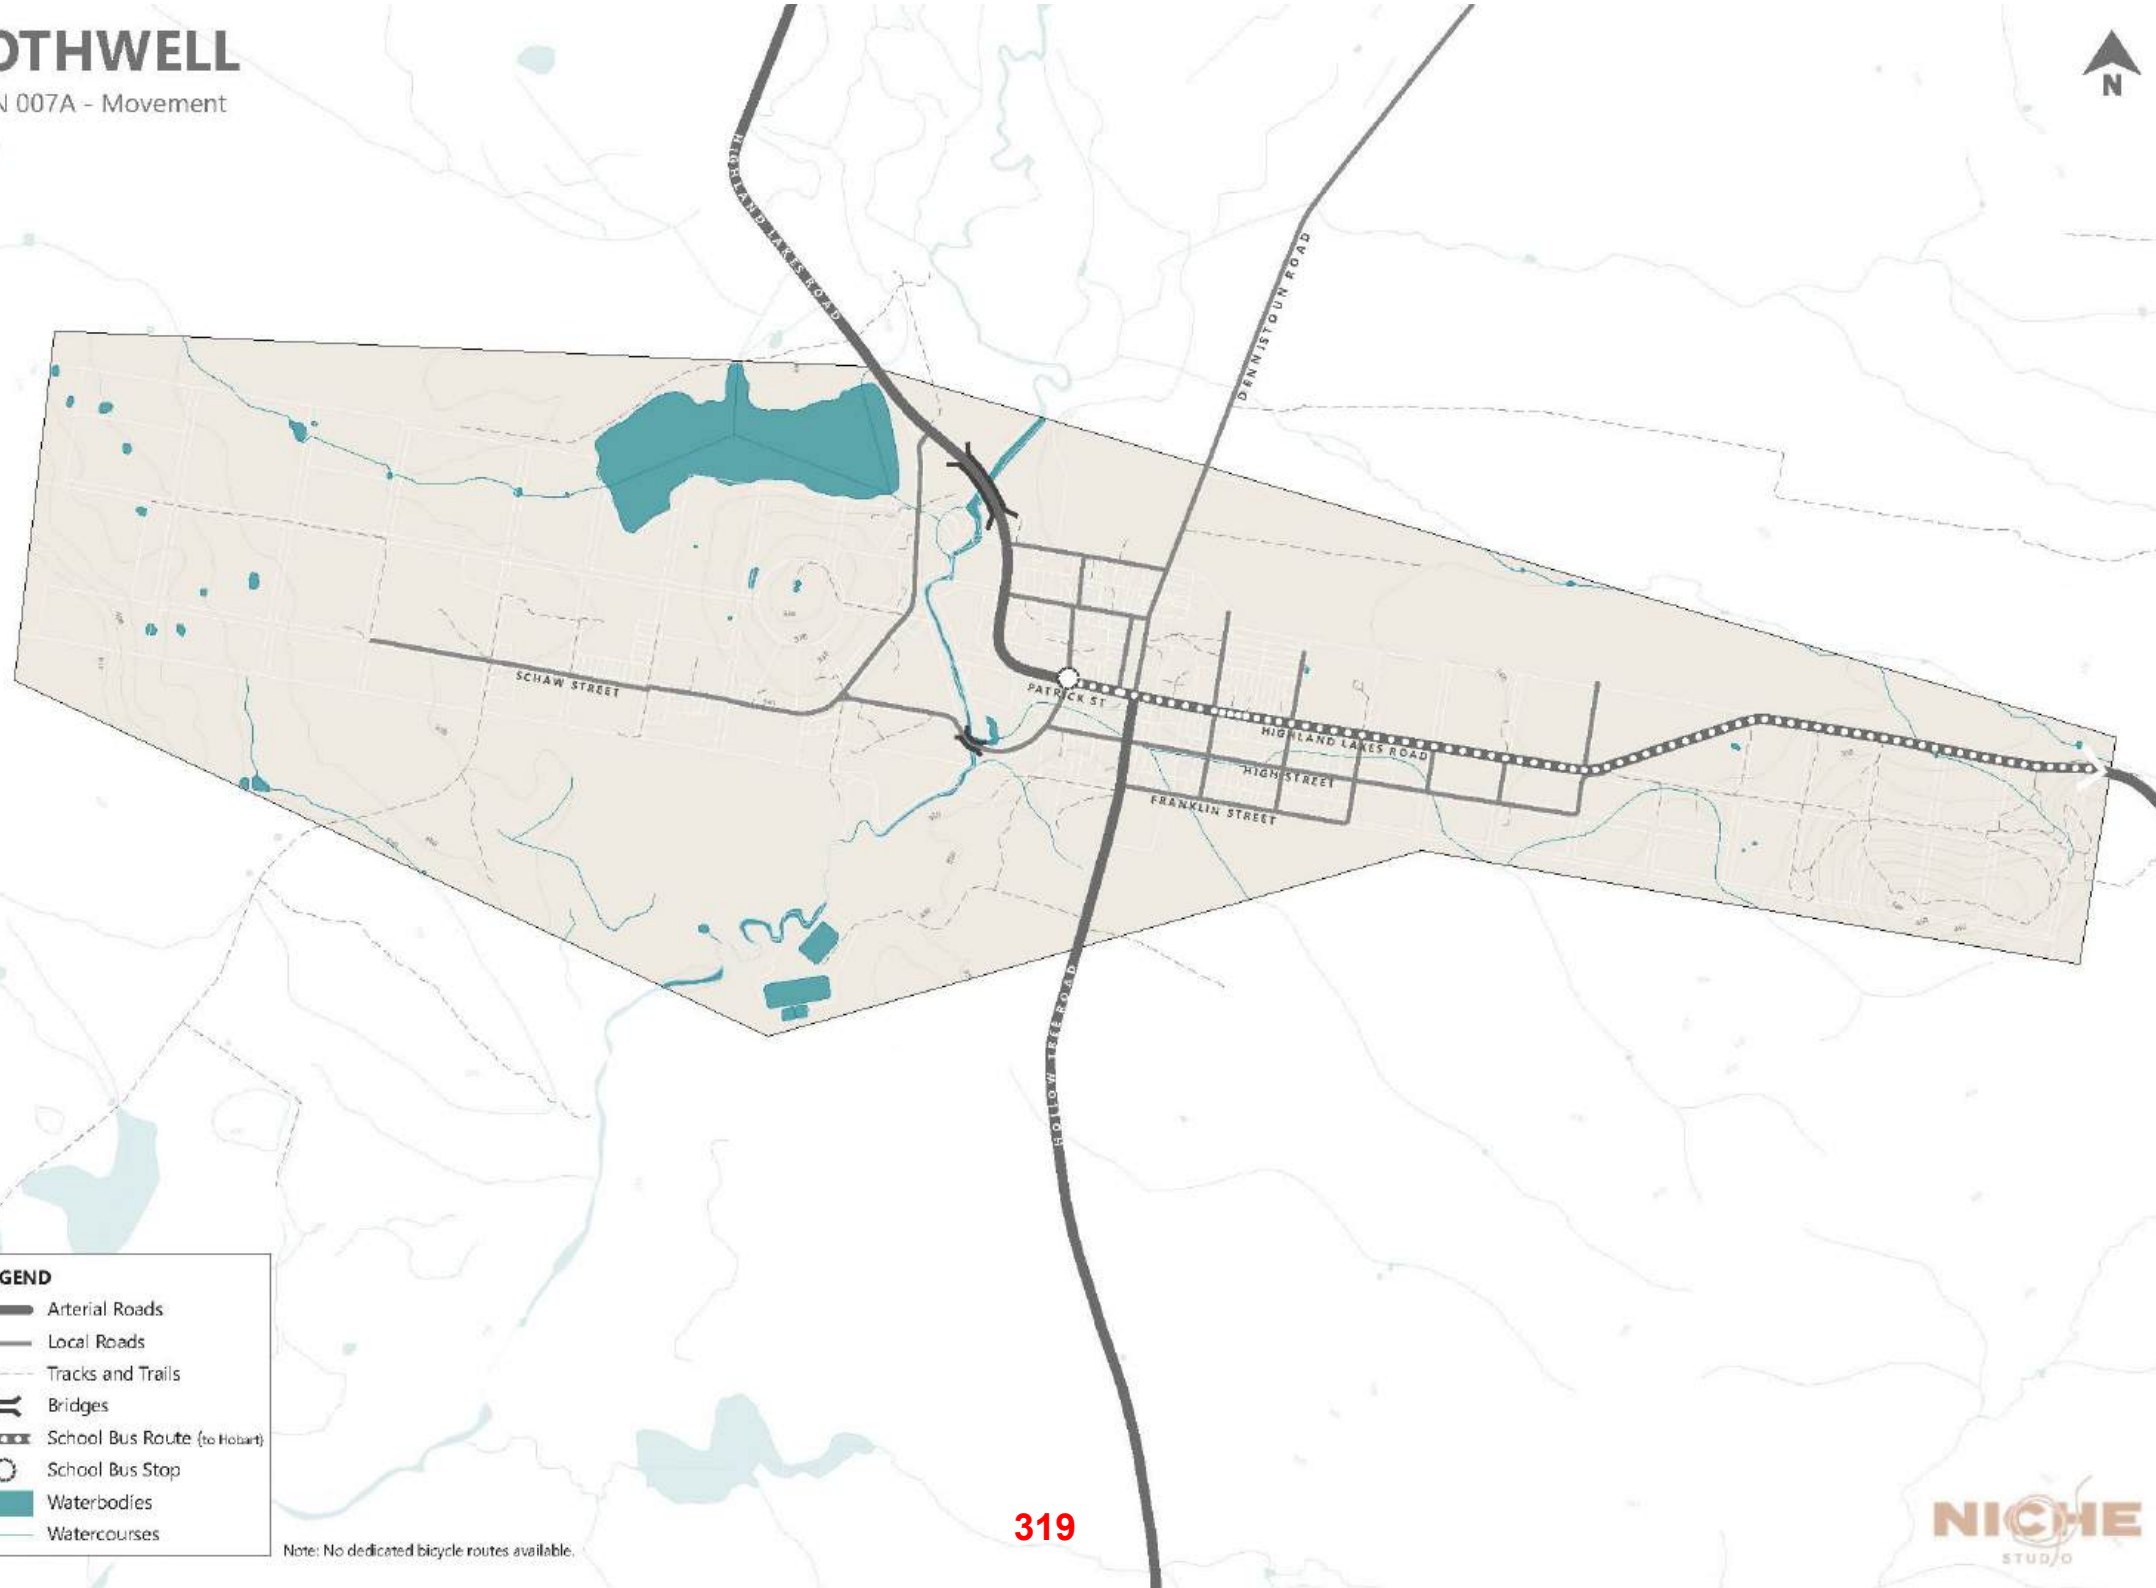 OTHWELL
N 007A - Movement
N
HIGHLAND LAKES ROAD
DENNISTOUN ROAD
SCHAW STREET
PATRICK ST
HIGHLAND LAKES ROAD
HIGH STREET
FRANKLIN STREET
HOLLOW TREE ROAD
GEND
Arterial Roads
Local Roads
Tracks and Trails
Bridges
School Bus Route (to Hobart)
School Bus Stop
Waterbodies
Watercourses
Note: No dedicated bicycle routes available.
319
NICHE
STUDIO